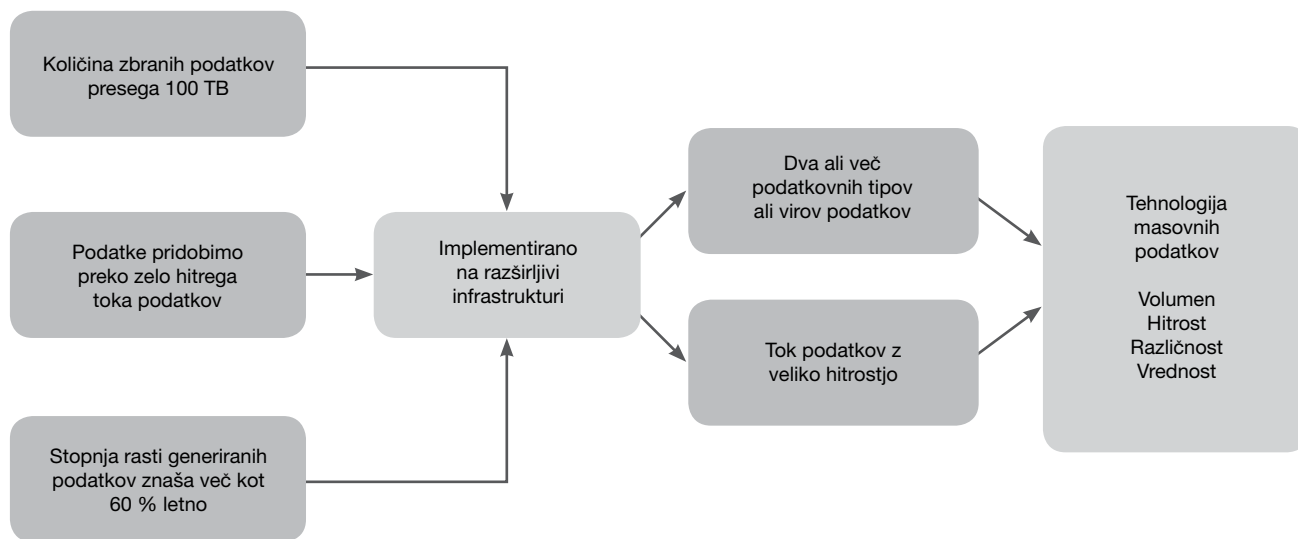 Količina zbranih podatkov
presega 100 TB
Podatke pridobimo
preko zelo hitrega
toka podatkov
Stopnja rasti generiranih
podatkov znaša več kot
60 % letno
Implementirano
na razširljivi
infrastrukturi
Dva ali več
podatkovnih tipov
ali virov podatkov
Tok podatkov z
veliko hitrostjo
Tehnologija
masovnih
podatkov
Volumen
Hitrost
Različnost
Vrednost